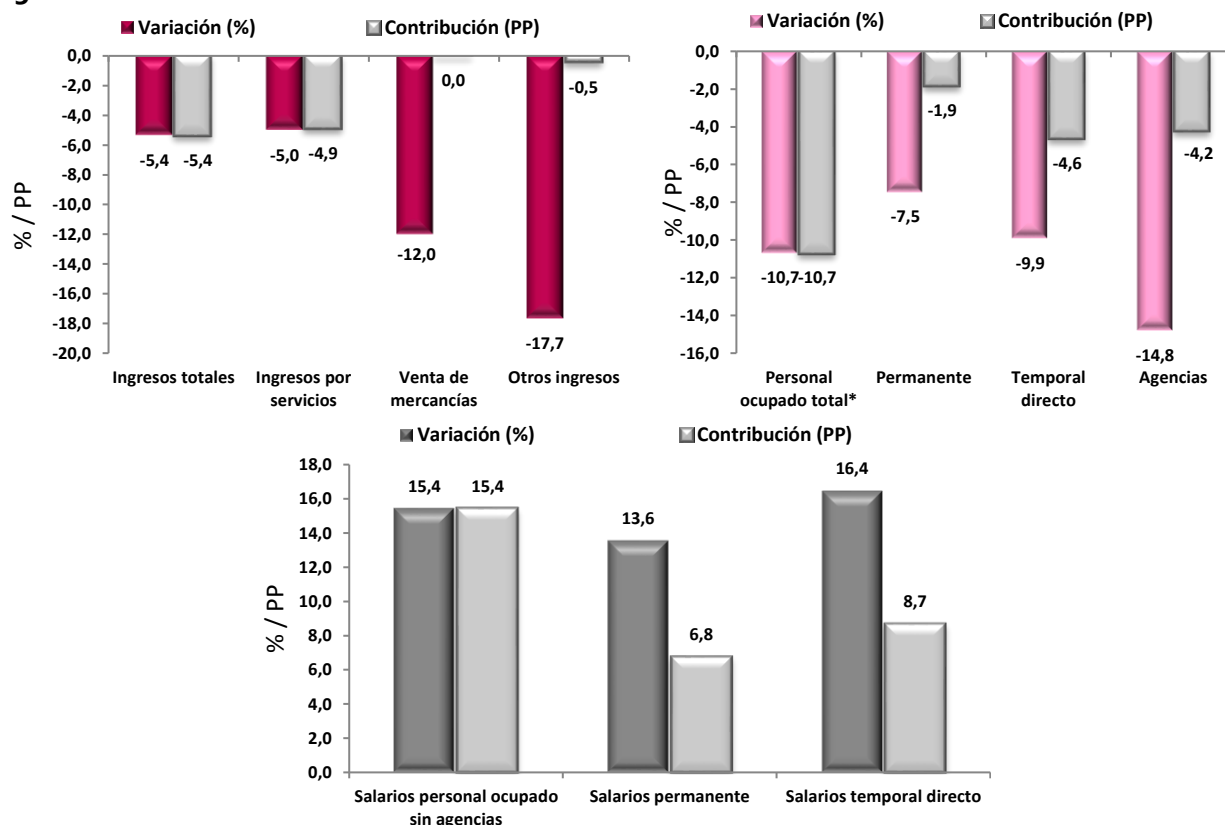 Variación (%) Contribución (PP)
0,0
-2,0
-4,0
-6,0
-8,0
-10,0
-12,0
-14,0
-16,0
-18,0
-20,0
% / PP
-5,4 -5,4
-5,0 -4,9
-12,0 0,0
-17,7 -0,5
Ingresos totales
Ingresos por
servicios
Venta de
mercancías
Otros ingresos
Variación (%) Contribución (PP)
0,0
-2,0
-4,0
-6,0
-8,0
-10,0
-12,0
-14,0
-16,0
% / PP
-10,7 -10,7
-7,5 -1,9
-9,9 -4,6
-14,8 -4,2
Personal
ocupado total*
Permanente
Temporal
directo
Agencias
Variación (%) Contribución (PP)
18,0
16,0
14,0
12,0
10,0
8,0
6,0
4,0
2,0
0,0
% / PP
15,4 15,4
13,6 6,8
16,4 8,7
Salarios personal ocupado
sin agencias
Salarios permanente
Salarios temporal directo